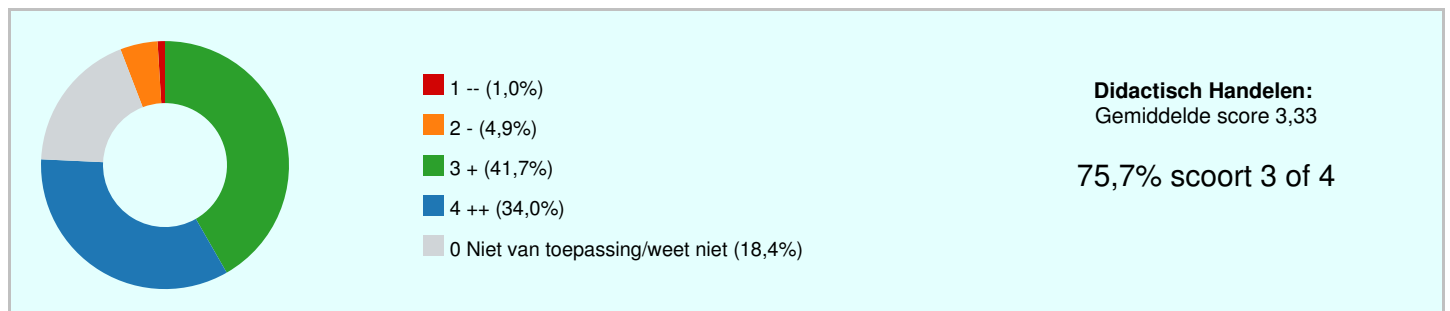 1 -- (1,0%)
2 - (4,9%)
3 + (41,7%)
4 ++ (34,0%)
0 Niet van toepassing/weet niet (18,4%)
Didactisch Handelen:
Gemiddelde score 3,33
75,7% scoort 3 of 4